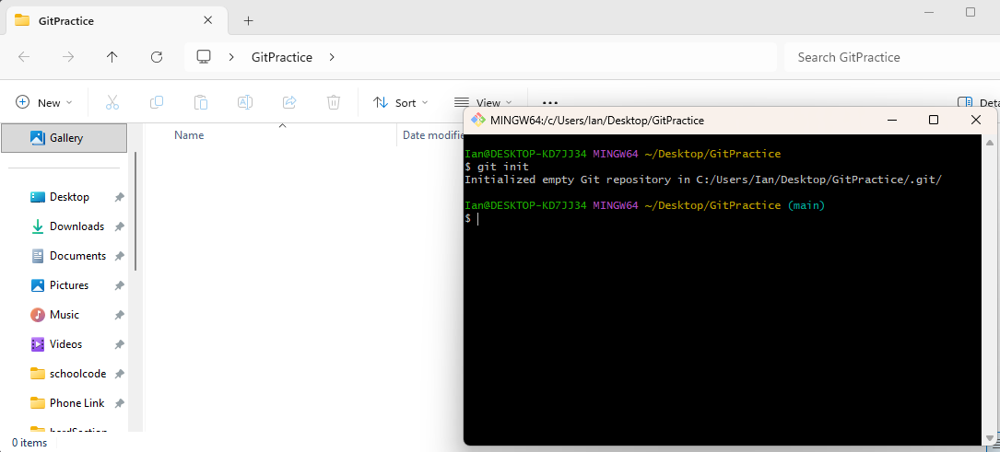 GitPractice
GitPractice
Search GitPractice
New
Sort
View
Deta
Gallery
Name
Date modifie
Desktop
Downloads
Documents
Pictures
Music
Videos
schoolcode
Phone Link
0 items
MINGW64:/c/Users/Ian/Desktop/GitPractice
Ian@DESKTOP-KD7JJ34 MINGW64 ~/Desktop/GitPractice
$ git init
Initialized empty Git repository in C:/Users/Ian/Desktop/GitPractice/.git/
Ian@DESKTOP-KD7JJ34 MINGW64 ~/Desktop/GitPractice (main)
$